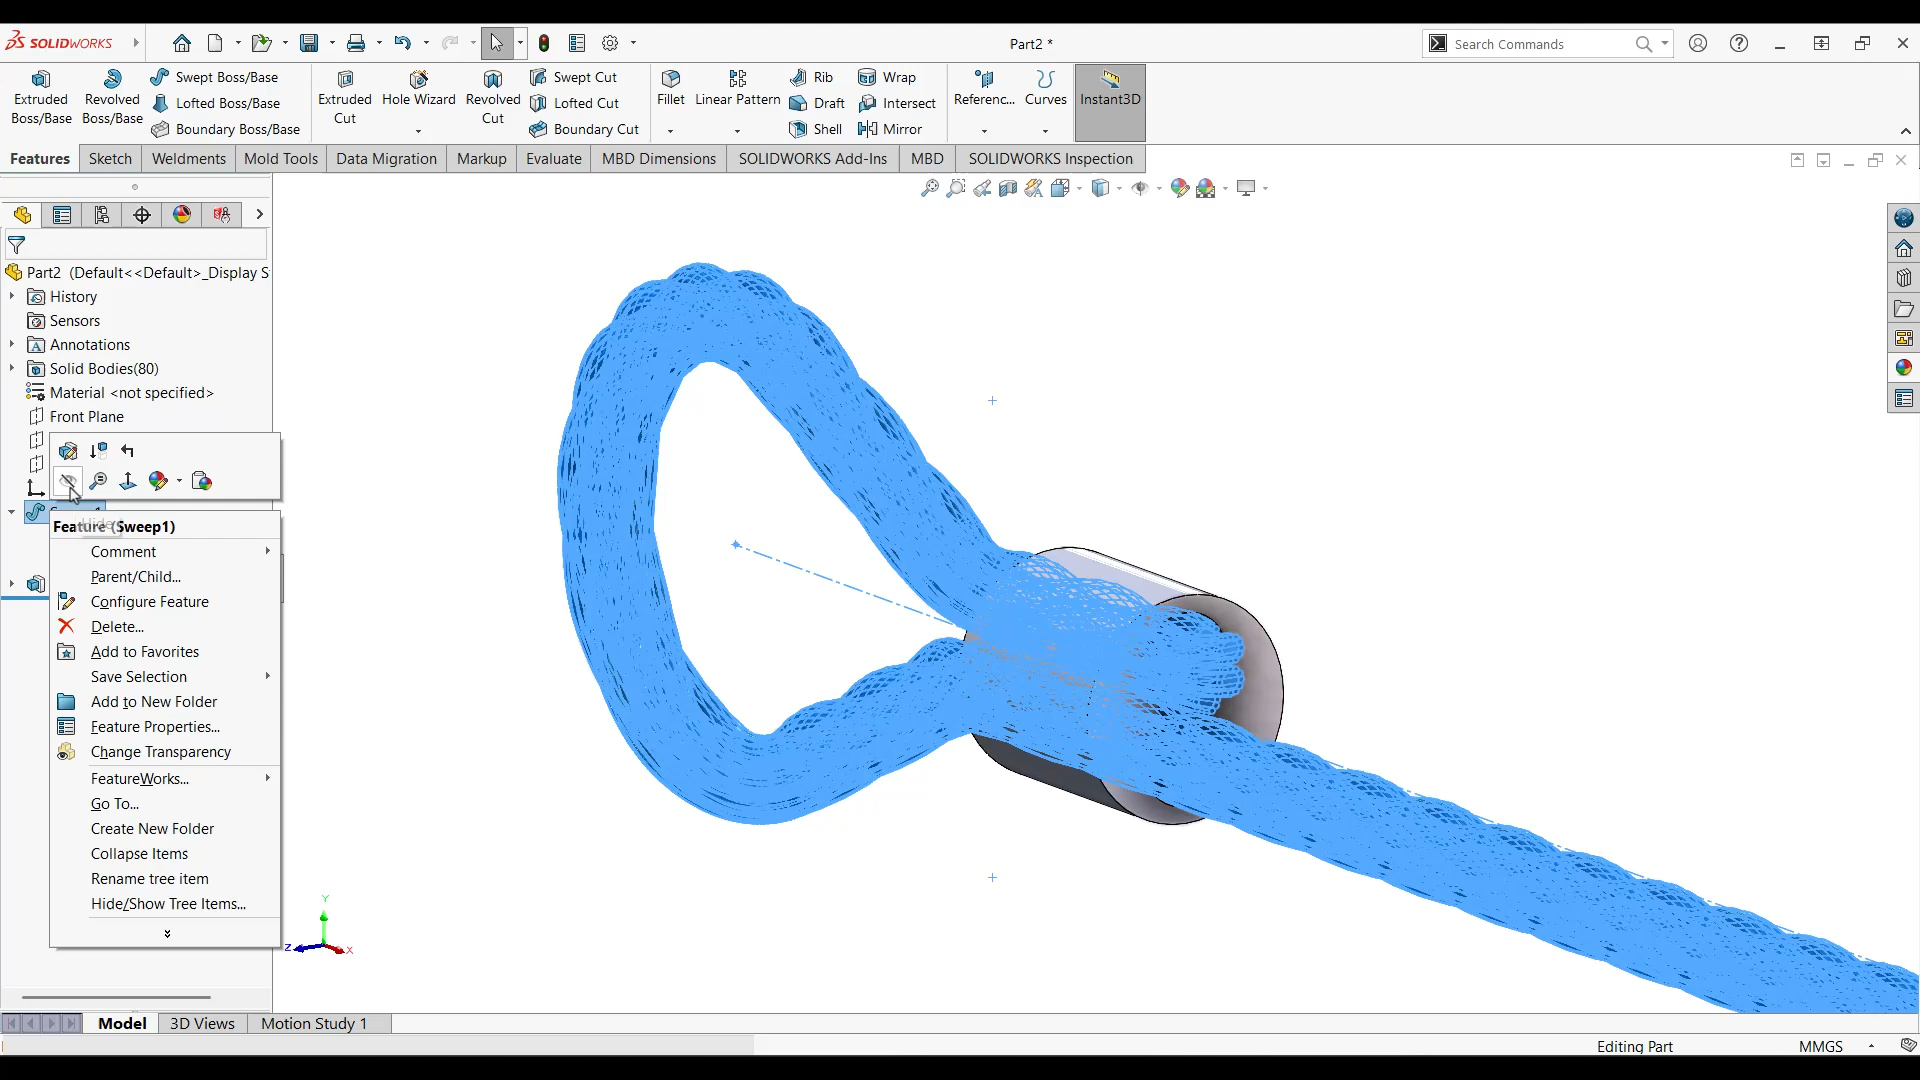 SOLIDWORKS
Part2 *
Search Commands
Extruded Boss/Base
Revolved Boss/Base
Swept Boss/Base
Lofted Boss/Base
Boundary Boss/Base
Extruded Cut
Hole Wizard
Revolved Cut
Swept Cut
Lofted Cut
Boundary Cut
Fillet
Linear Pattern
Rib
Draft
Shell
Wrap
Intersect
Mirror
Referenc...
Curves
Instant3D
Features
Sketch
Weldments
Mold Tools
Data Migration
Markup
Evaluate
MBD Dimensions
SOLIDWORKS Add-Ins
MBD
SOLIDWORKS Inspection
Part2 (Default<<Default>_Display S
History
Sensors
Annotations
Solid Bodies(80)
Material <not specified>
Front Plane
Feature (Sweep1)
Comment
Parent/Child...
Configure Feature
Delete...
Add to Favorites
Save Selection
Add to New Folder
Feature Properties...
Change Transparency
FeatureWorks...
Go To...
Create New Folder
Collapse Items
Rename tree item
Hide/Show Tree Items...
Y
Z
X
Model
3D Views
Motion Study 1
Editing Part
MMGS